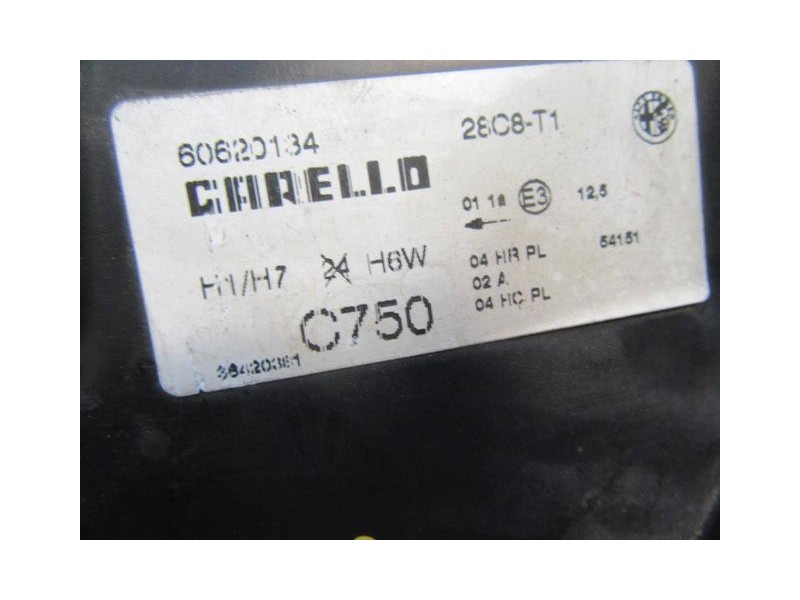 60620134
28C8-T1
CARELLO
01 1a E3 12,5
H1/H7 24 H6W
04 HR PL 54151
02 A
04 HC PL
C750